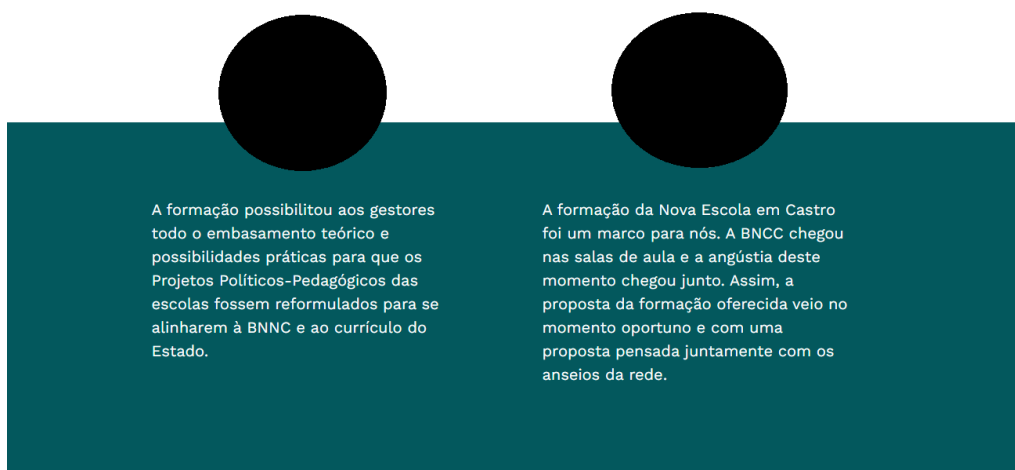 A formação possibilitou aos gestores
todo o embasamento teórico e
possibilidades práticas para que os
Projetos Políticos-Pedagógicos das
escolas fossem reformulados para se
alinharem à BNNC e ao currículo do
Estado.
A formação da Nova Escola em Castro
foi um marco para nós. A BNCC chegou
nas salas de aula e a angústia deste
momento chegou junto. Assim, a
proposta da formação oferecida veio no
momento oportuno e com uma
proposta pensada juntamente com os
anseios da rede.